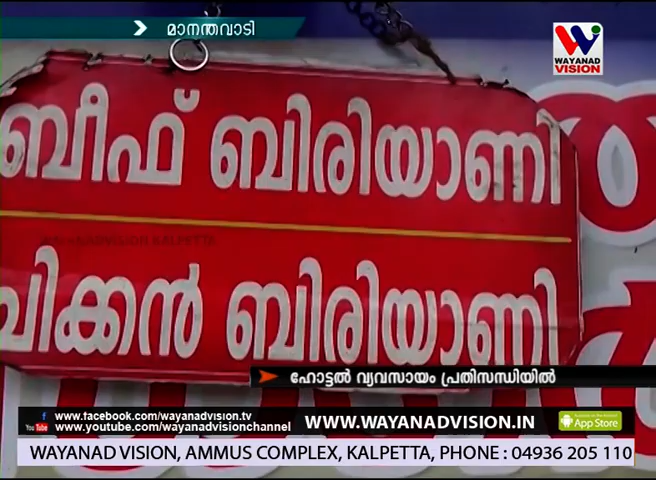 മാനന്തവാടി
WAYANAD
VISION
ബീഫ് ബിരിയാണി
ചിക്കൻ ബിരിയാണി
ഹോട്ടൽ വ്യവസായം പ്രതിസന്ധിയിൽ
www.facebook.com/wayanadvision.tv
www.youtube.com/wayanadvisionchannel
WWW.WAYANADVISION.IN
App Store
WAYANAD VISION, AMMUS COMPLEX, KALPETTA, PHONE : 04936 205 110